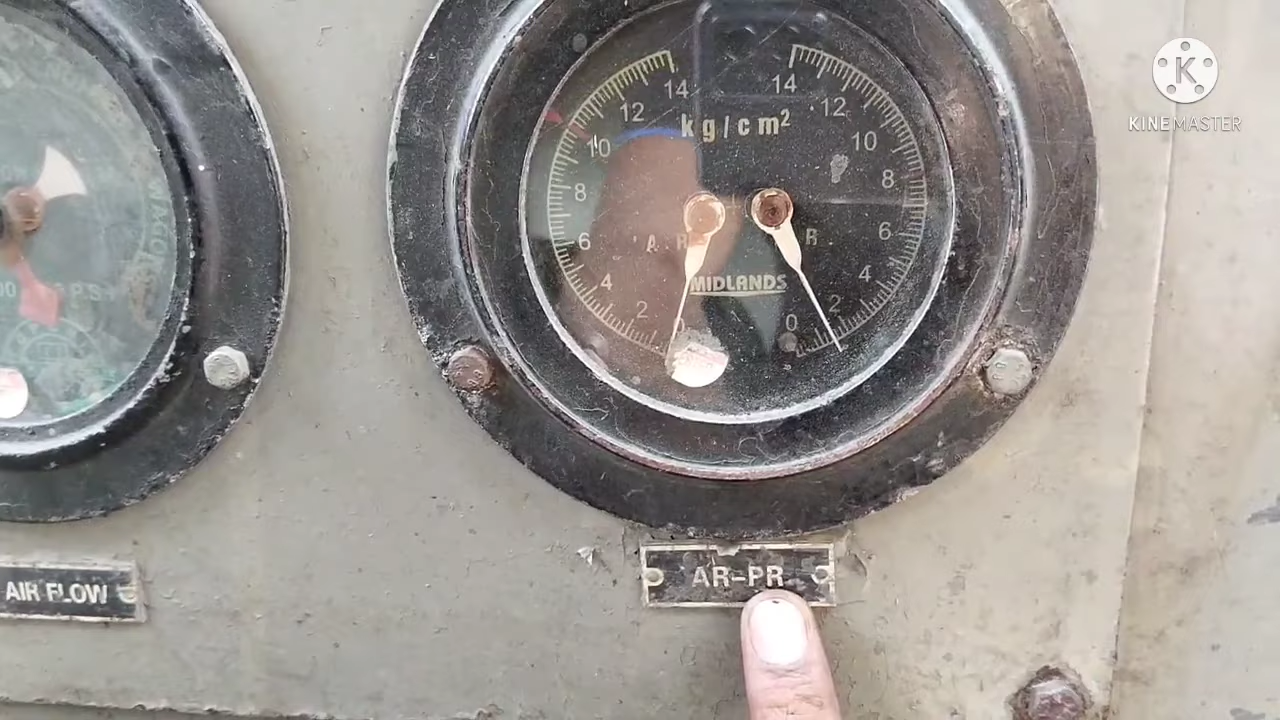 14 14
12 12
kg/cm²
10 10
8 8
6 6
A.R R
MIDLANDS
4 4
2 2
0 0
AR-PR
AIR FLOW
K
KINEMASTER